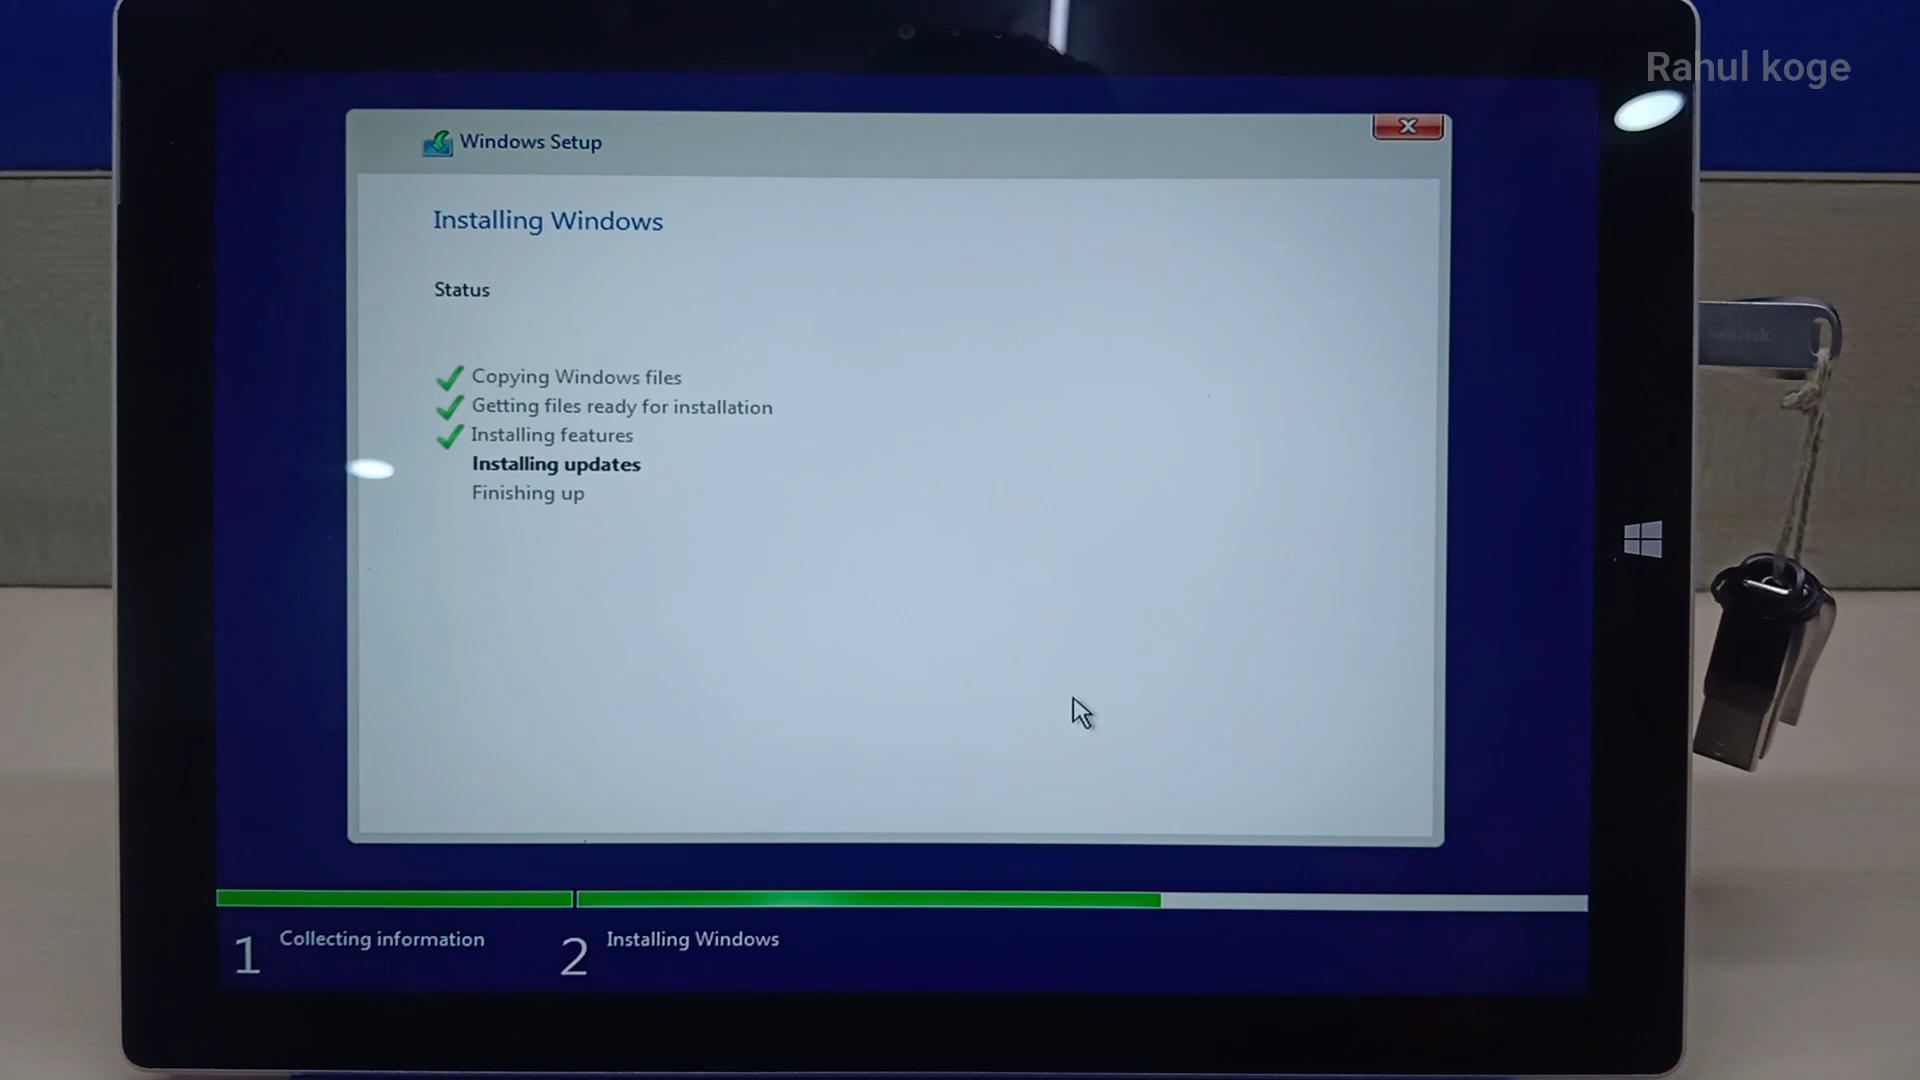 Rahul koge
Windows Setup
Installing Windows
Status
Copying Windows files
Getting files ready for installation
Installing features
Installing updates
Finishing up
SanDisk
1 Collecting information
2 Installing Windows